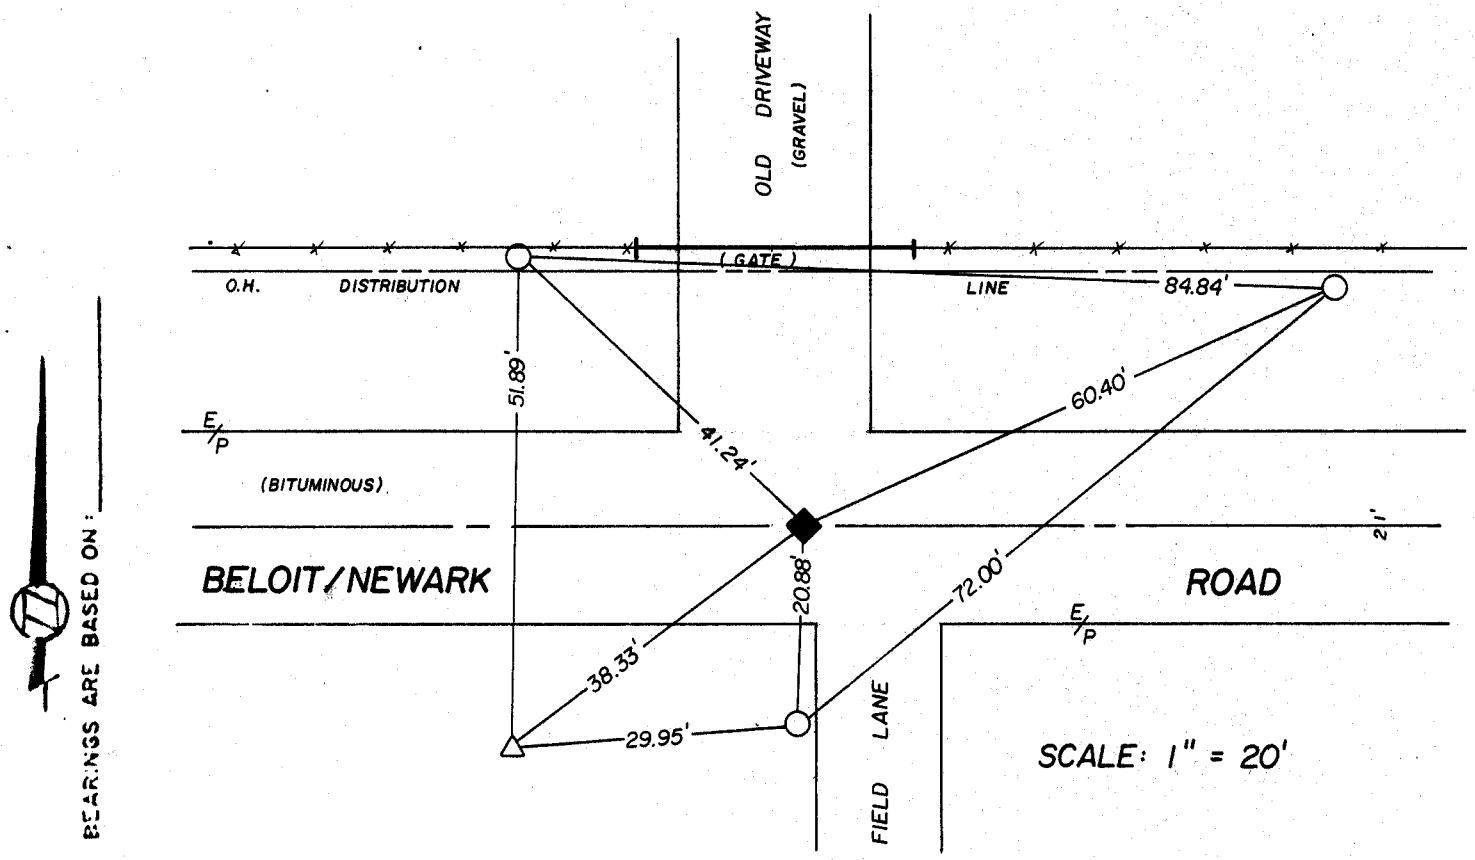 OLD DRIVEWAY
(GRAVEL)
(GATE)
O.H. DISTRIBUTION LINE
84.84'
51.89'
60.40'
E/P
41.24'
(BITUMINOS)
21'
BELOIT/NEWARK ROAD
20.88'
72.00'
E/P
38.33'
29.95'
FIELD LANE
SCALE: 1" = 20'
BEARINGS ARE BASED ON: